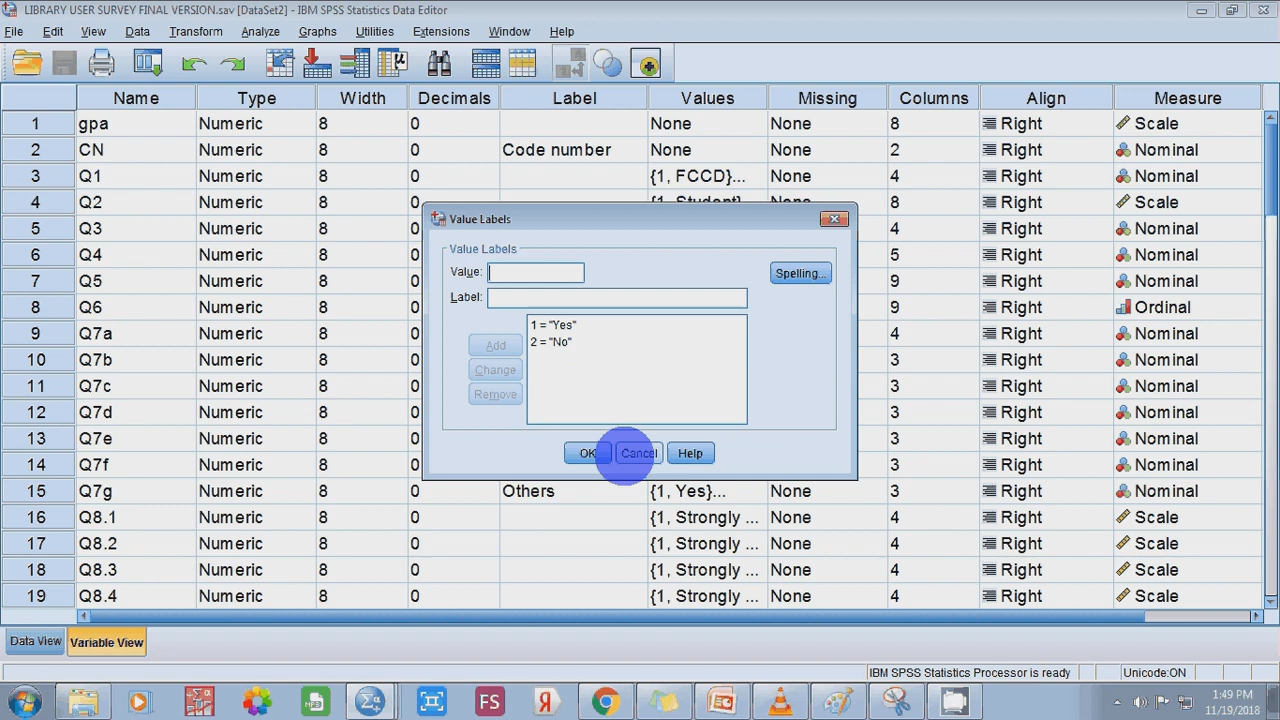 LIBRARY USER SURVEY FINAL VERSION.sav [DataSet2] - IBM SPSS Statistics Data Editor
File Edit View Data Transform Analyze Graphs Utilities Extensions Window Help
Name Type Width Decimals Label Values Missing Columns Align Measure
1 gpa Numeric 8 0 None None 8 Right Scale
2 CN Numeric 8 0 Code number None None 2 Right Nominal
3 Q1 Numeric 8 0 {1, FCCD}... None 4 Right Nominal
4 Q2 Numeric 8 0 {1, Student}... None 8 Right Scale
5 Q3 Numeric 8 4 Right Nominal
6 Q4 Numeric 8 5 Right Nominal
7 Q5 Numeric 8 9 Right Nominal
8 Q6 Numeric 8 9 Right Ordinal
9 Q7a Numeric 8 4 Right Nominal
10 Q7b Numeric 8 3 Right Nominal
11 Q7c Numeric 8 3 Right Nominal
12 Q7d Numeric 8 3 Right Nominal
13 Q7e Numeric 8 3 Right Nominal
14 Q7f Numeric 8 3 Right Nominal
15 Q7g Numeric 8 0 Others {1, Yes}... None 3 Right Nominal
16 Q8.1 Numeric 8 0 {1, Strongly ... None 4 Right Scale
17 Q8.2 Numeric 8 0 {1, Strongly ... None 4 Right Scale
18 Q8.3 Numeric 8 0 {1, Strongly ... None 4 Right Scale
19 Q8.4 Numeric 8 0 {1, Strongly ... None 4 Right Scale
Value Labels
Value Labels
Value: Spelling...
Label:
1 = "Yes"
2 = "No"
Add
Change
Remove
OK Cancel Help
Data View Variable View
IBM SPSS Statistics Processor is ready Unicode:ON
FS Я 1:49 PM
11/19/2018